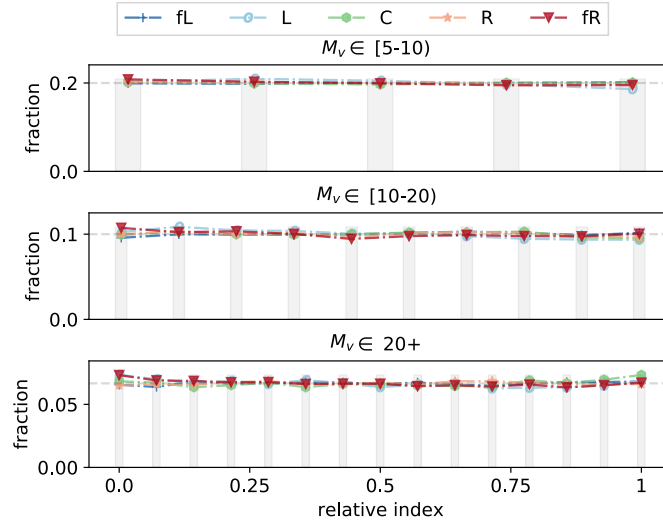 fL L C R fR
M_v ∈ [5-10)
0.2
fraction
0.0
M_v ∈ [10-20)
0.1
fraction
0.0
M_v ∈ 20+
0.05
fraction
0.00
0.0 0.25 0.5 0.75 1
relative index